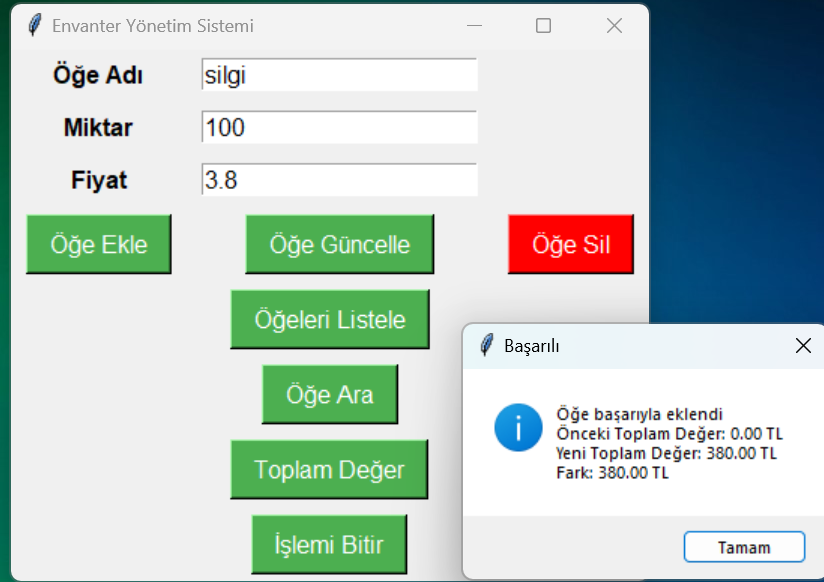 Envanter Yönetim Sistemi
Öğe Adı
silgi
Miktar
100
Fiyat
3.8
Öğe Ekle
Öğe Güncelle
Öğe Sil
Öğeleri Listele
Öğe Ara
Toplam Değer
İşlemi Bitir
Başarılı
Öğe başarıyla eklendi
Önceki Toplam Değer: 0.00 TL
Yeni Toplam Değer: 380.00 TL
Fark: 380.00 TL
Tamam